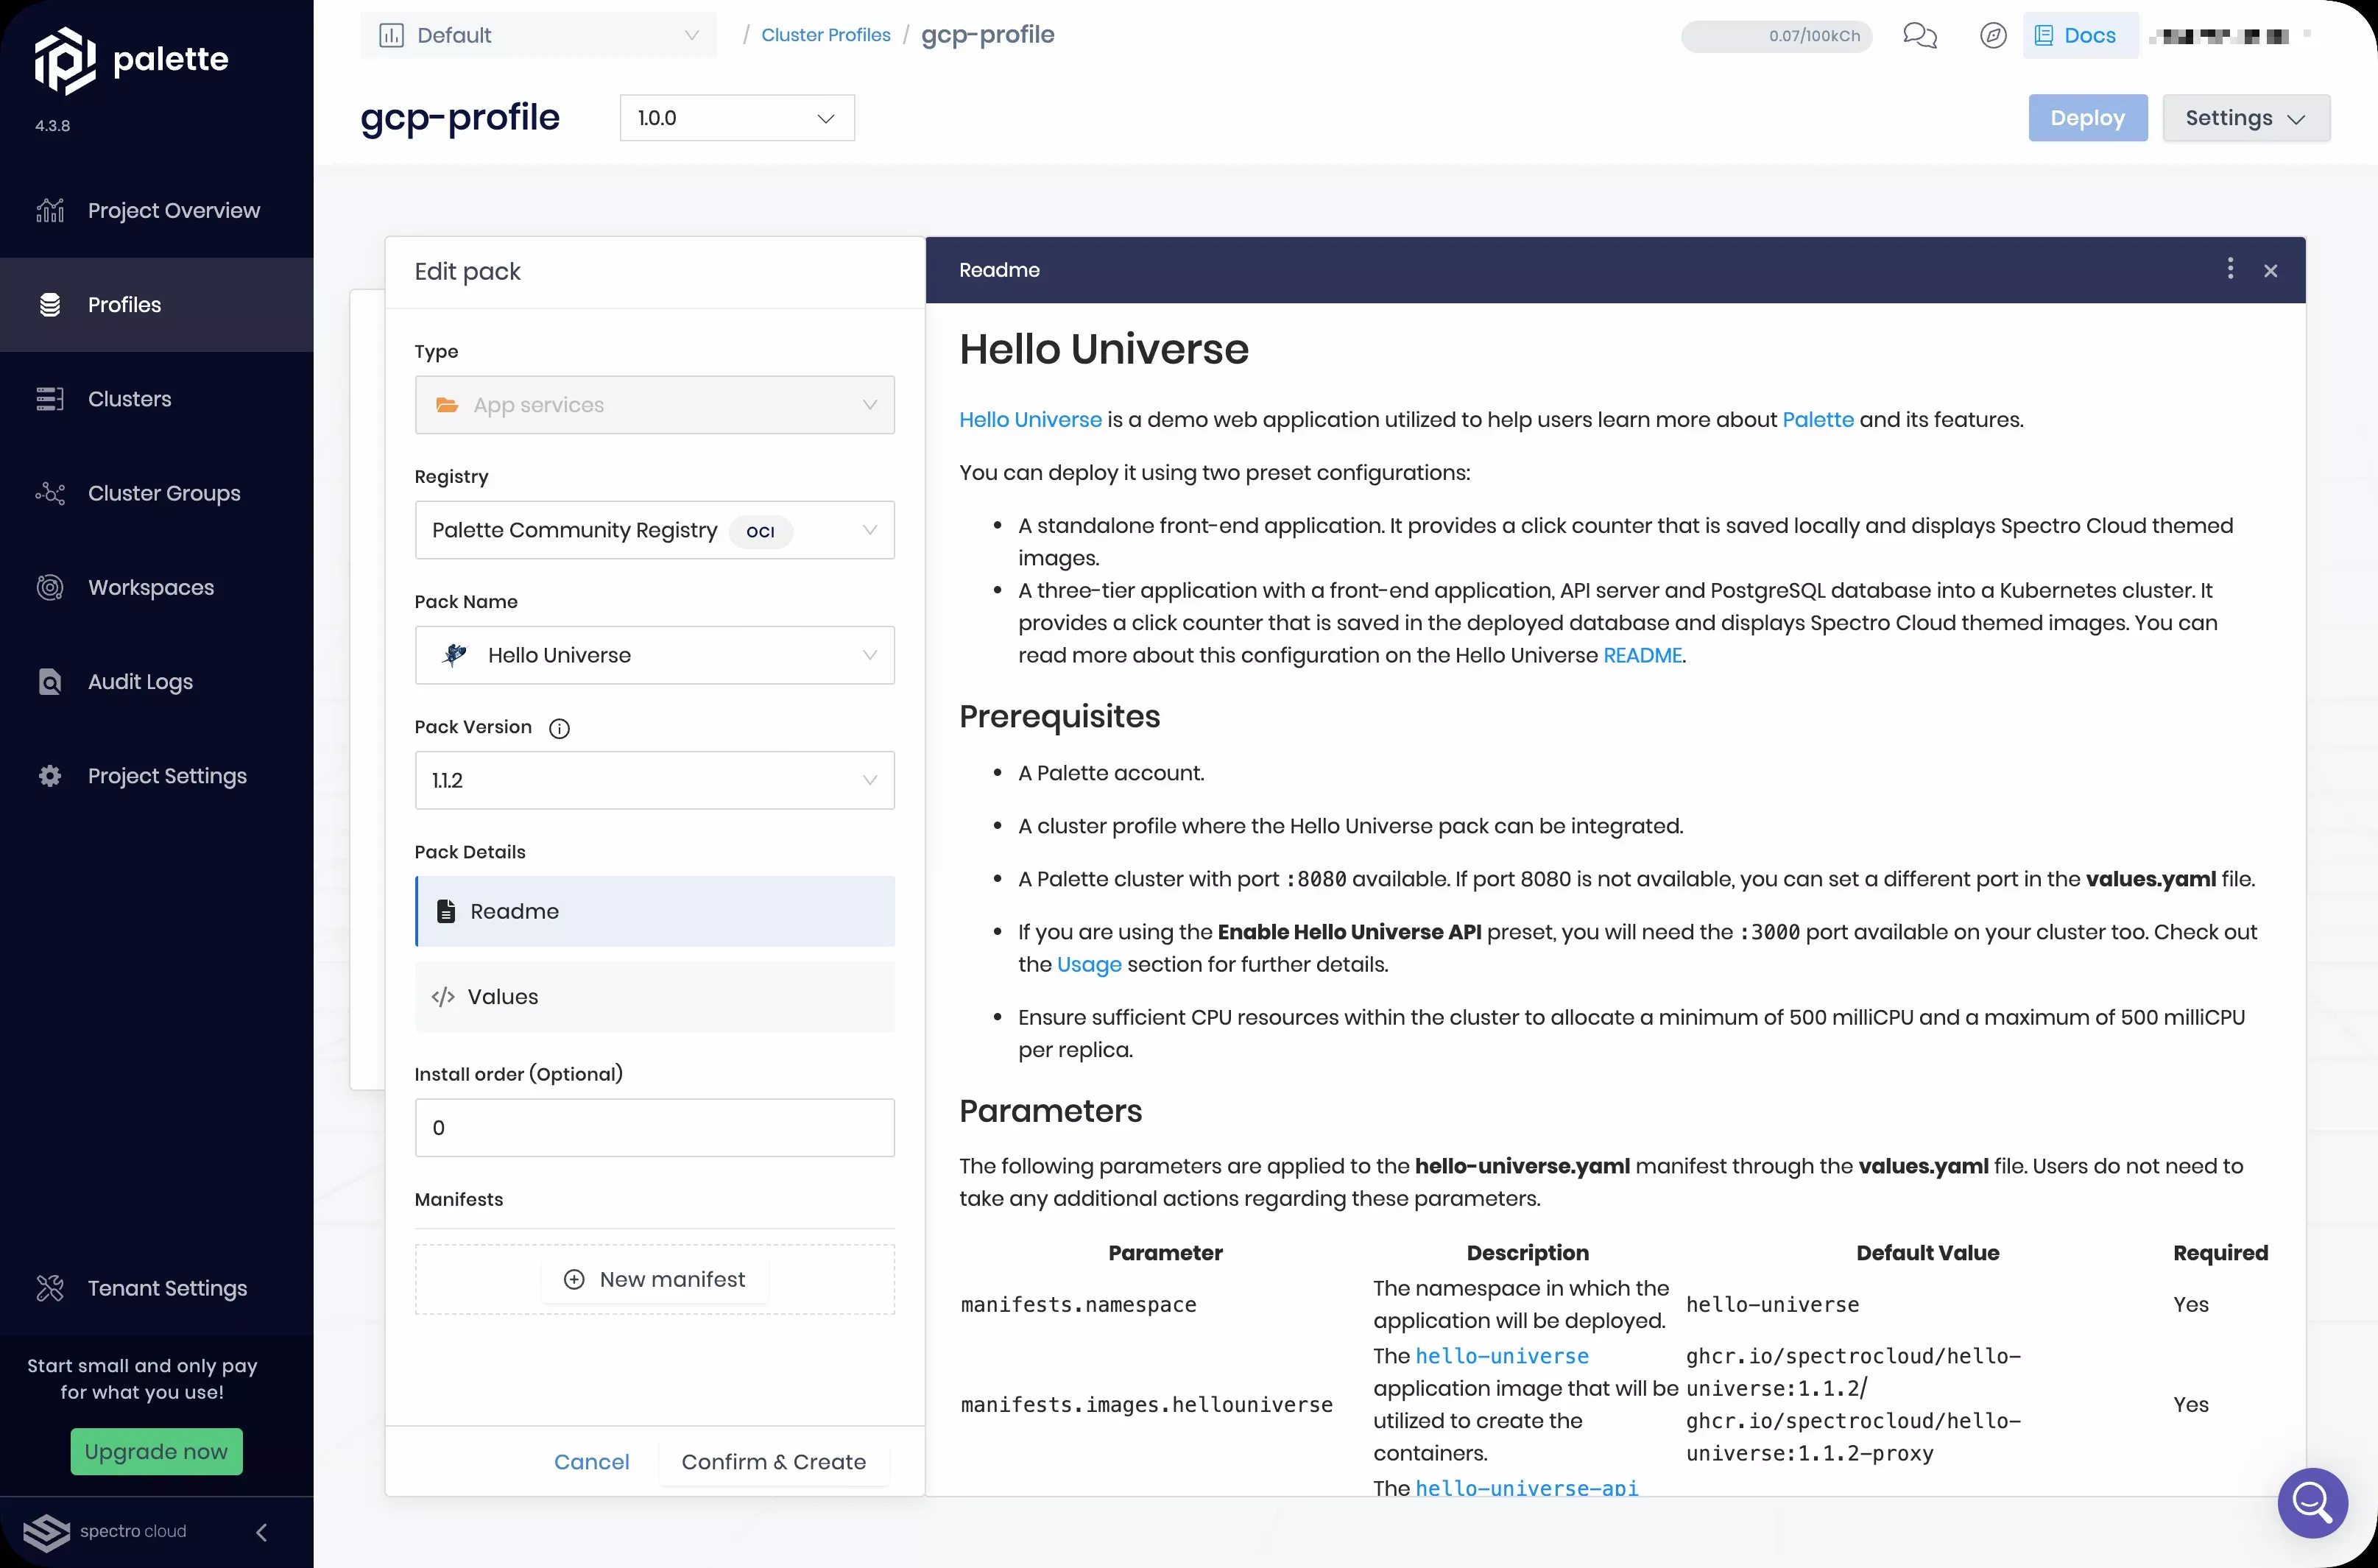 palette
4.3.8
Project Overview
Profiles
Clusters
Cluster Groups
Workspaces
Audit Logs
Project Settings
Tenant Settings
Start small and only pay
for what you use!
Upgrade now
spectro cloud
Default
/ Cluster Profiles / gcp-profile
0.07/100kCh
Docs
gcp-profile
1.0.0
Deploy
Settings
Edit pack
Type
App services
Registry
Palette Community Registry OCI
Pack Name
Hello Universe
Pack Version
1.1.2
Pack Details
Readme
Values
Install order (Optional)
0
Manifests
New manifest
Cancel
Confirm & Create
Readme
Hello Universe
Hello Universe is a demo web application utilized to help users learn more about Palette and its features.
You can deploy it using two preset configurations:
• A standalone front-end application. It provides a click counter that is saved locally and displays Spectro Cloud themed
images.
• A three-tier application with a front-end application, API server and PostgreSQL database into a Kubernetes cluster. It
provides a click counter that is saved in the deployed database and displays Spectro Cloud themed images. You can
read more about this configuration on the Hello Universe README.
Prerequisites
• A Palette account.
• A cluster profile where the Hello Universe pack can be integrated.
• A Palette cluster with port :8080 available. If port 8080 is not available, you can set a different port in the values.yaml file.
• If you are using the Enable Hello Universe API preset, you will need the :3000 port available on your cluster too. Check out
the Usage section for further details.
• Ensure sufficient CPU resources within the cluster to allocate a minimum of 500 milliCPU and a maximum of 500 milliCPU
per replica.
Parameters
The following parameters are applied to the hello-universe.yaml manifest through the values.yaml file. Users do not need to
take any additional actions regarding these parameters.
Parameter Description Default Value Required
manifests.namespace
The namespace in which the
application will be deployed.
hello-universe
Yes
manifests.images.hellouniverse
The hello-universe
application image that will be
utilized to create the
containers.
ghcr.io/spectrocloud/hello-
universe:1.1.2/
ghcr.io/spectrocloud/hello-
universe:1.1.2-proxy
Yes
The hello-universe-api